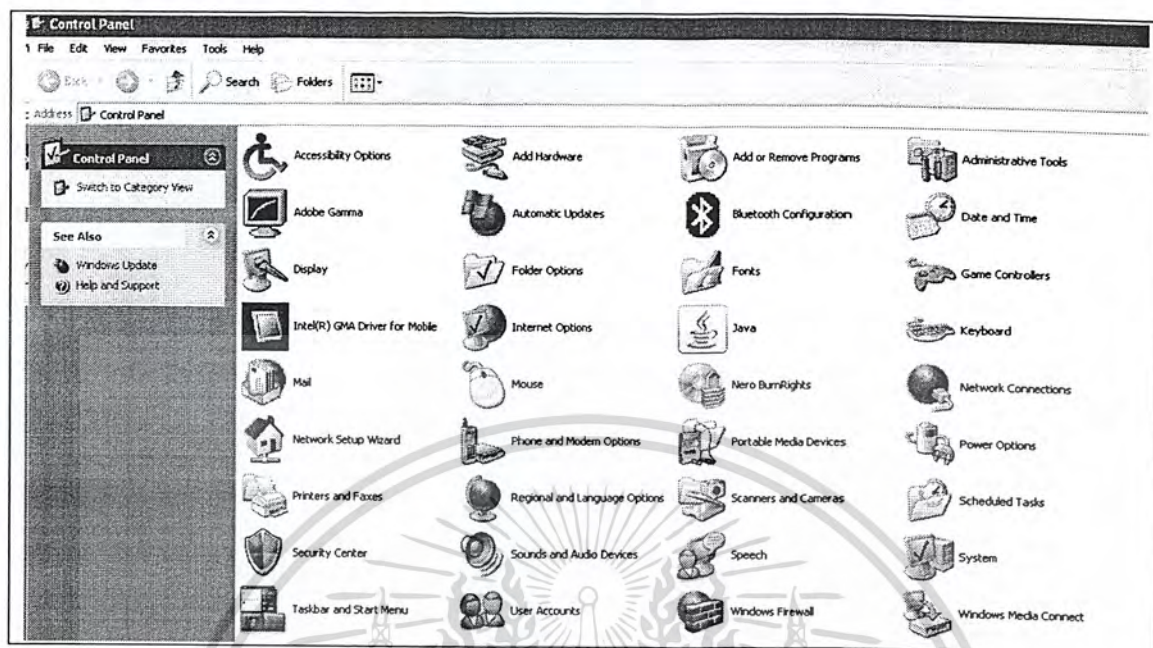 Control Panel
File Edit View Favorites Tools Help
Back Search Folders
Address Control Panel
Control Panel
Switch to Category View
See Also
Windows Update
Help and Support
Accessibility Options Add Hardware Add or Remove Programs Administrative Tools
Adobe Gamma Automatic Updates Bluetooth Configuration Date and Time
Display Folder Options Fonts Game Controllers
Intel(R) GMA Driver for Mobile Internet Options Java Keyboard
Mail Mouse Nero BurnRights Network Connections
Network Setup Wizard Phone and Modem Options Portable Media Devices Power Options
Printers and Faxes Regional and Language Options Scanners and Cameras Scheduled Tasks
Security Center Sounds and Audio Devices Speech System
Taskbar and Start Menu User Accounts Windows Firewall Windows Media Connect